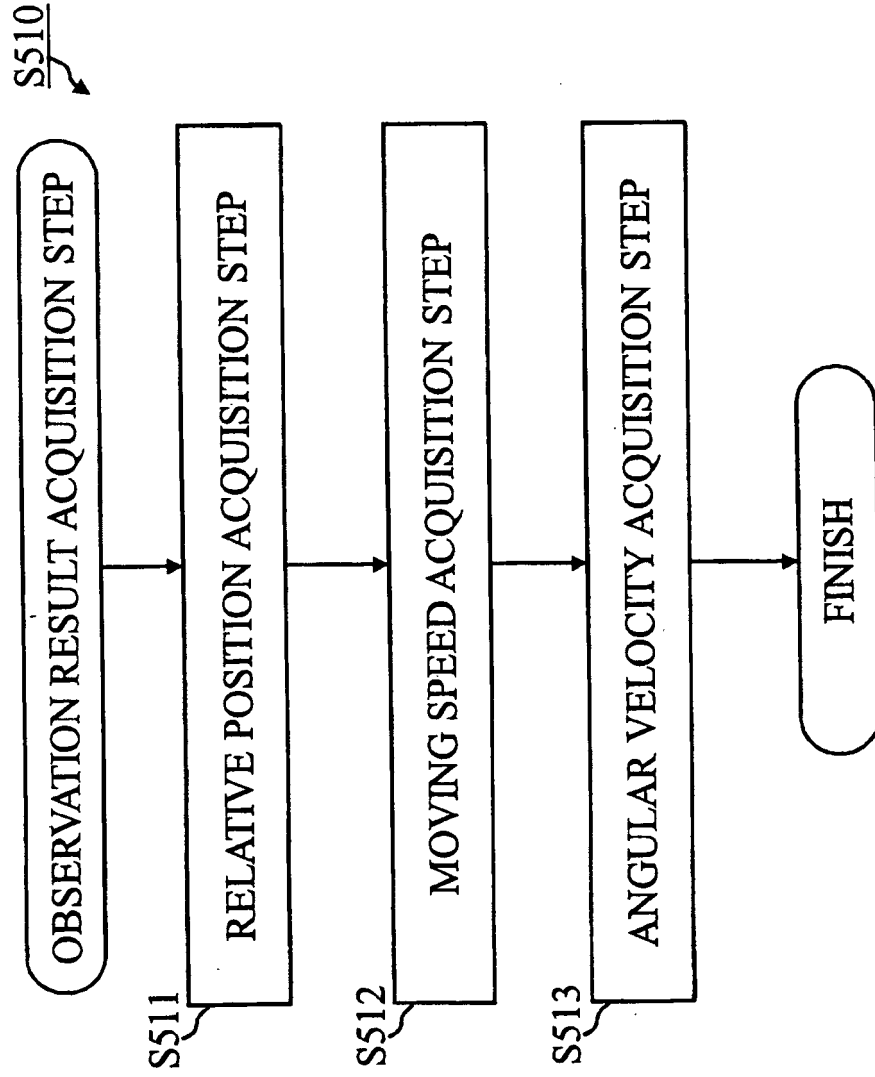 S510
OBSERVATION RESULT ACQUISITION STEP
S511
RELATIVE POSITION ACQUISITION STEP
S512
MOVING SPEED ACQUISITION STEP
S513
ANGULAR VELOCITY ACQUISITION STEP
FINISH